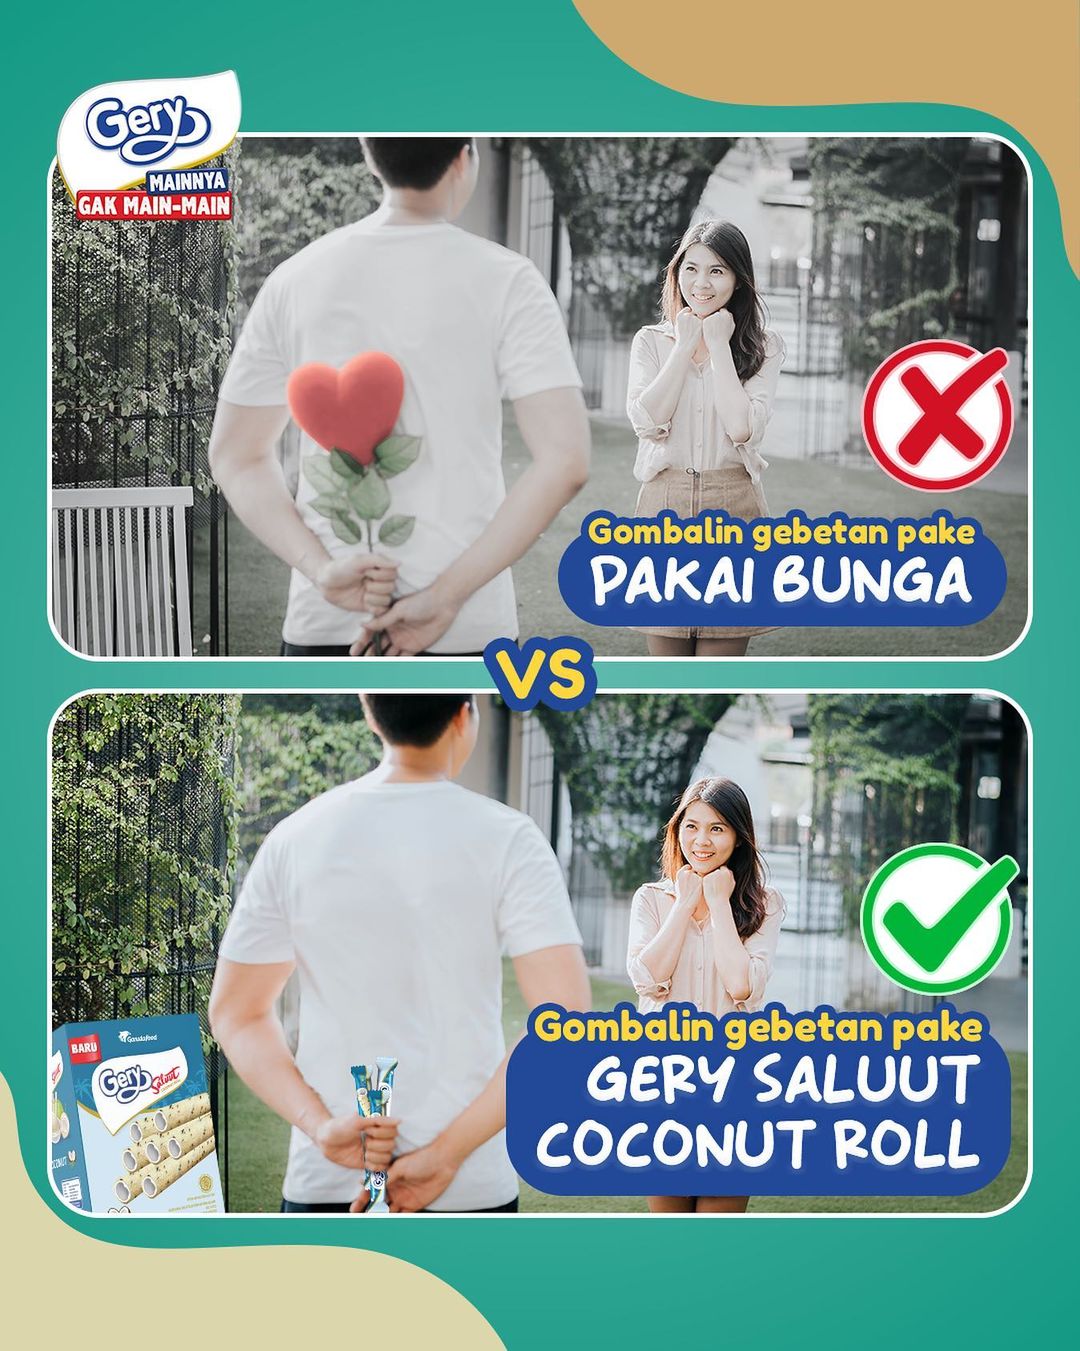 Gery
MAINNYA
GAK MAIN-MAIN
Gombalin gebetan pake
PAKAI BUNGA
VS
Gombalin gebetan pake
GERY SALUUT
COCONUT ROLL
BARU
Garudafood
Gery
Saluut